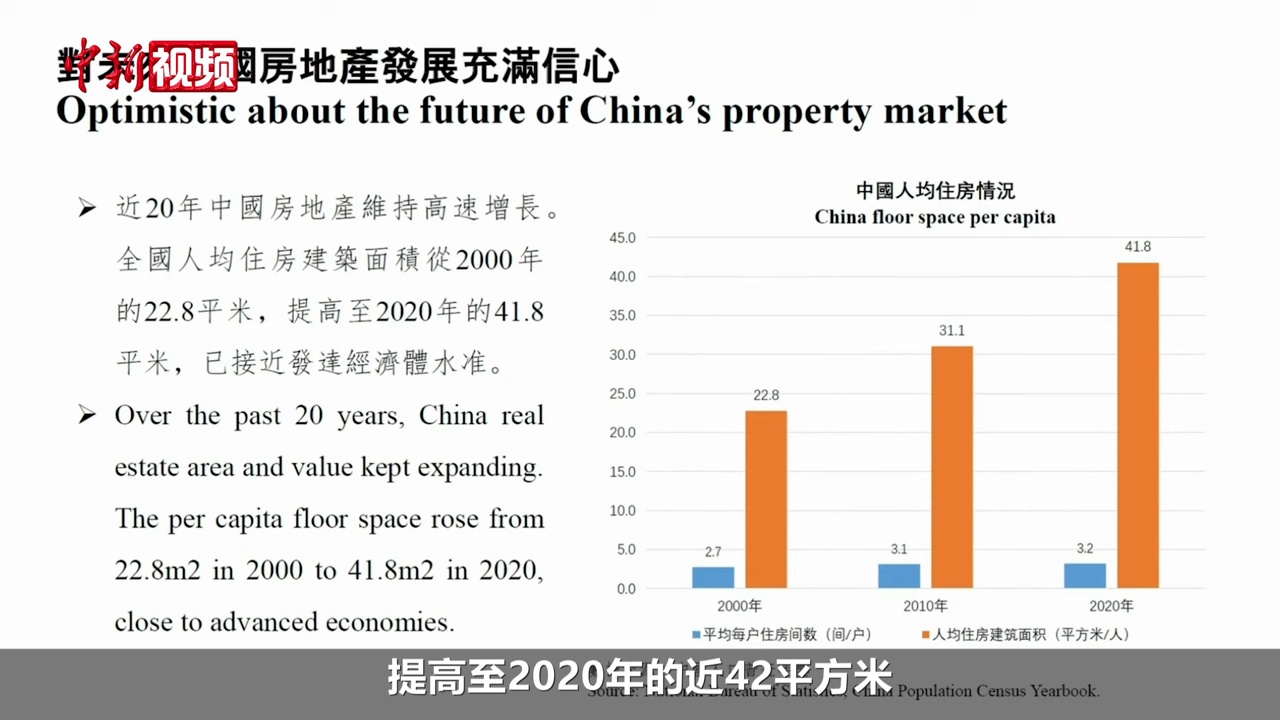 中新视频
國房地產發展充滿信心
Optimistic about the future of China's property market
近20年中國房地產維持高速增長。
全國人均住房建築面積從2000年
的22.8平米，提高至2020年的41.8
平米，已接近發達經濟體水准。
Over the past 20 years, China real
estate area and value kept expanding.
The per capita floor space rose from
22.8m2 in 2000 to 41.8m2 in 2020,
close to advanced economies.
中國人均住房情況
China floor space per capita
45.0
40.0
35.0
30.0
25.0
20.0
15.0
10.0
5.0
0.0
2.7
22.8
3.1
31.1
3.2
41.8
2000年
2010年
2020年
平均每户住房间数（间/户）
人均住房建筑面积（平方米/人）
提高至2020年的近42平方米
Source: Bureau of Statistics, China Population Census Yearbook.